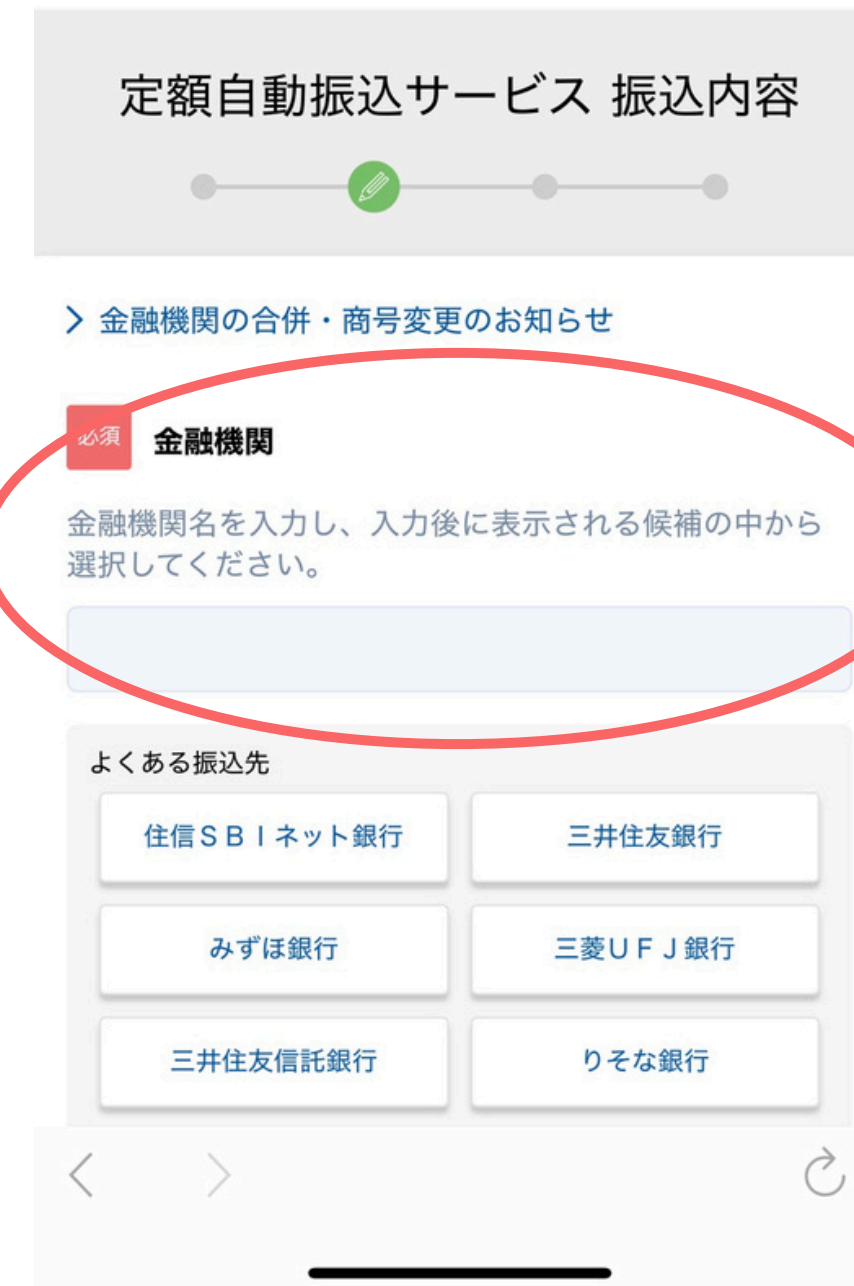 定額自動振込サービス 振込内容
金融機関の合併・商号変更のお知らせ
必須 金融機関
金融機関名を入力し、入力後に表示される候補の中から
選択してください。
よくある振込先
住信ＳＢＩネット銀行 三井住友銀行
みずほ銀行 三菱ＵＦＪ銀行
三井住友信託銀行 りそな銀行